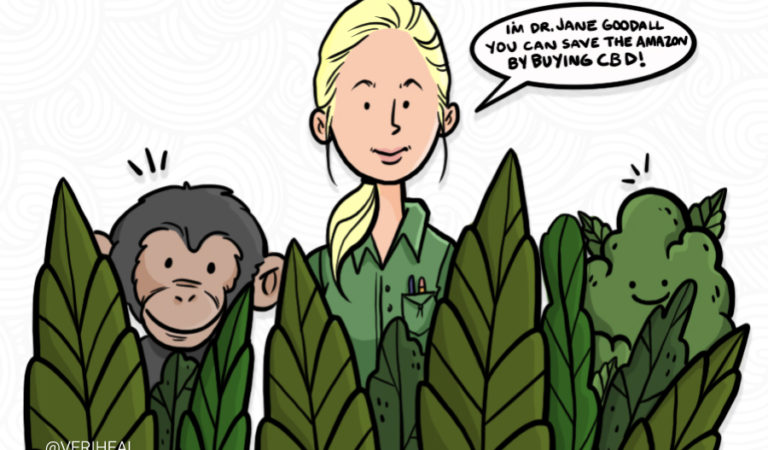 I'M DR. JANE GOODALL
YOU CAN SAVE THE AMAZON
BY BUYING CBD!
@VERIHEAL